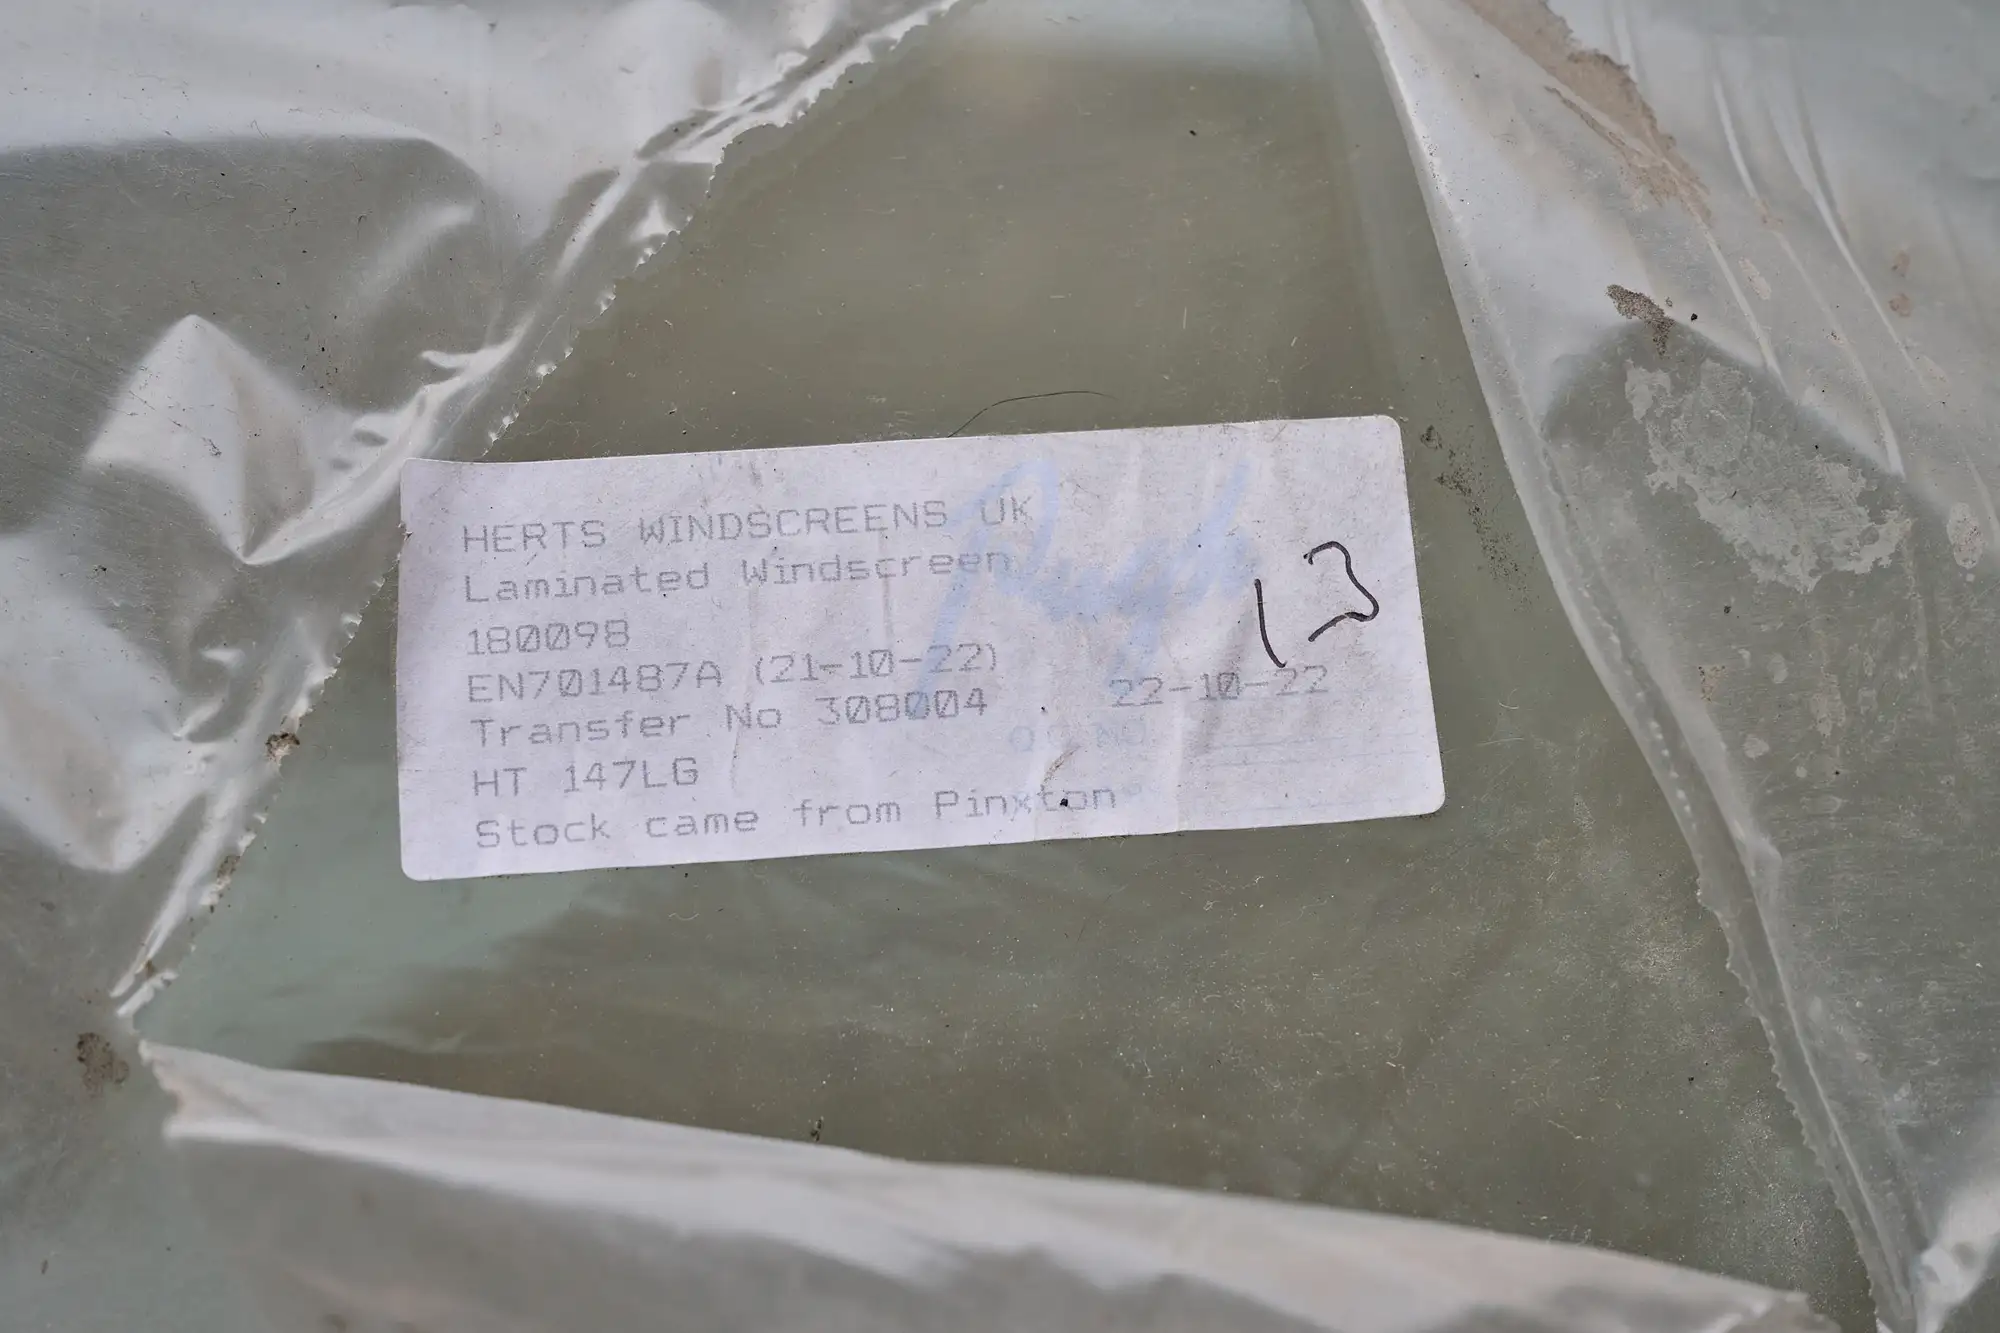 HERTS WINDSCREENS UK
Laminated Windscreen
180098
13
EN701487A (21-10-22)
Transfer No 308004 22-10-22
HT 147LG
Stock came from Pinxton